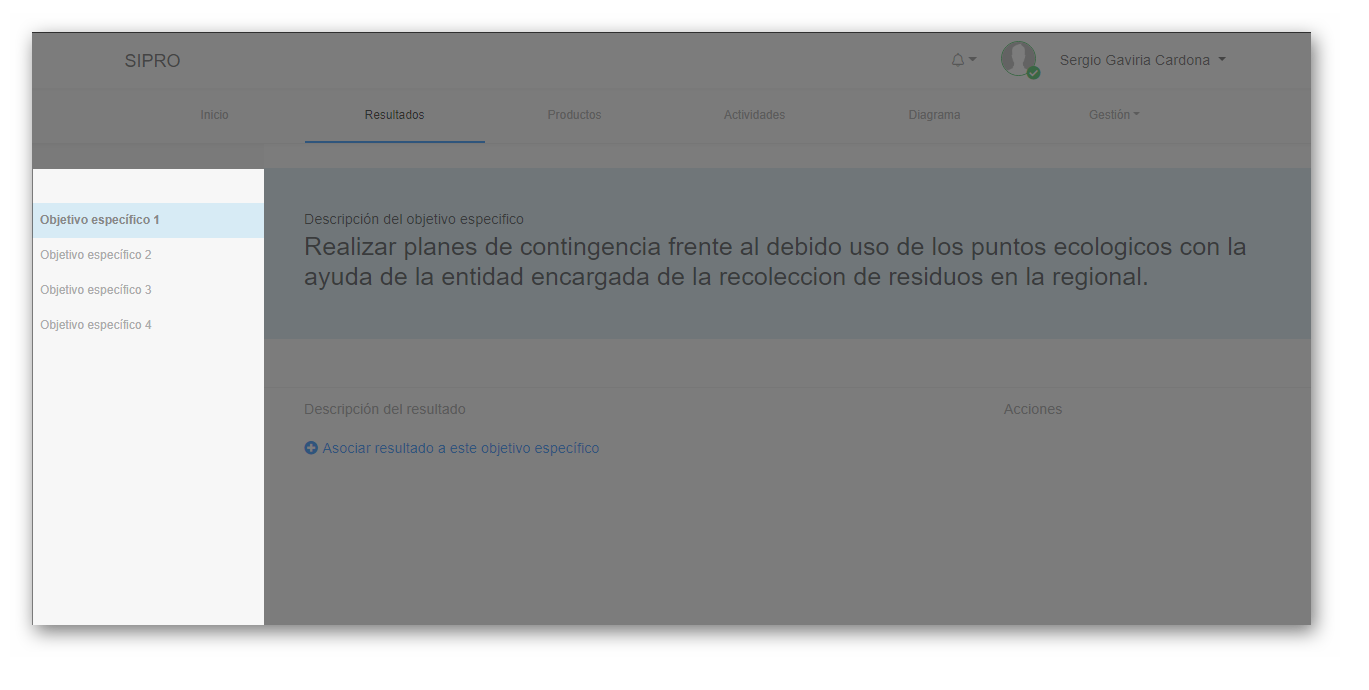 SIPRO
Sergio Gaviria Cardona
Inicio
Resultados
Productos
Actividades
Diagrama
Gestión
Objetivo específico 1
Objetivo específico 2
Objetivo específico 3
Objetivo específico 4
Descripción del objetivo especifico
Realizar planes de contingencia frente al debido uso de los puntos ecologicos con la
ayuda de la entidad encargada de la recoleccion de residuos en la regional.
Descripción del resultado
Acciones
Asociar resultado a este objetivo específico